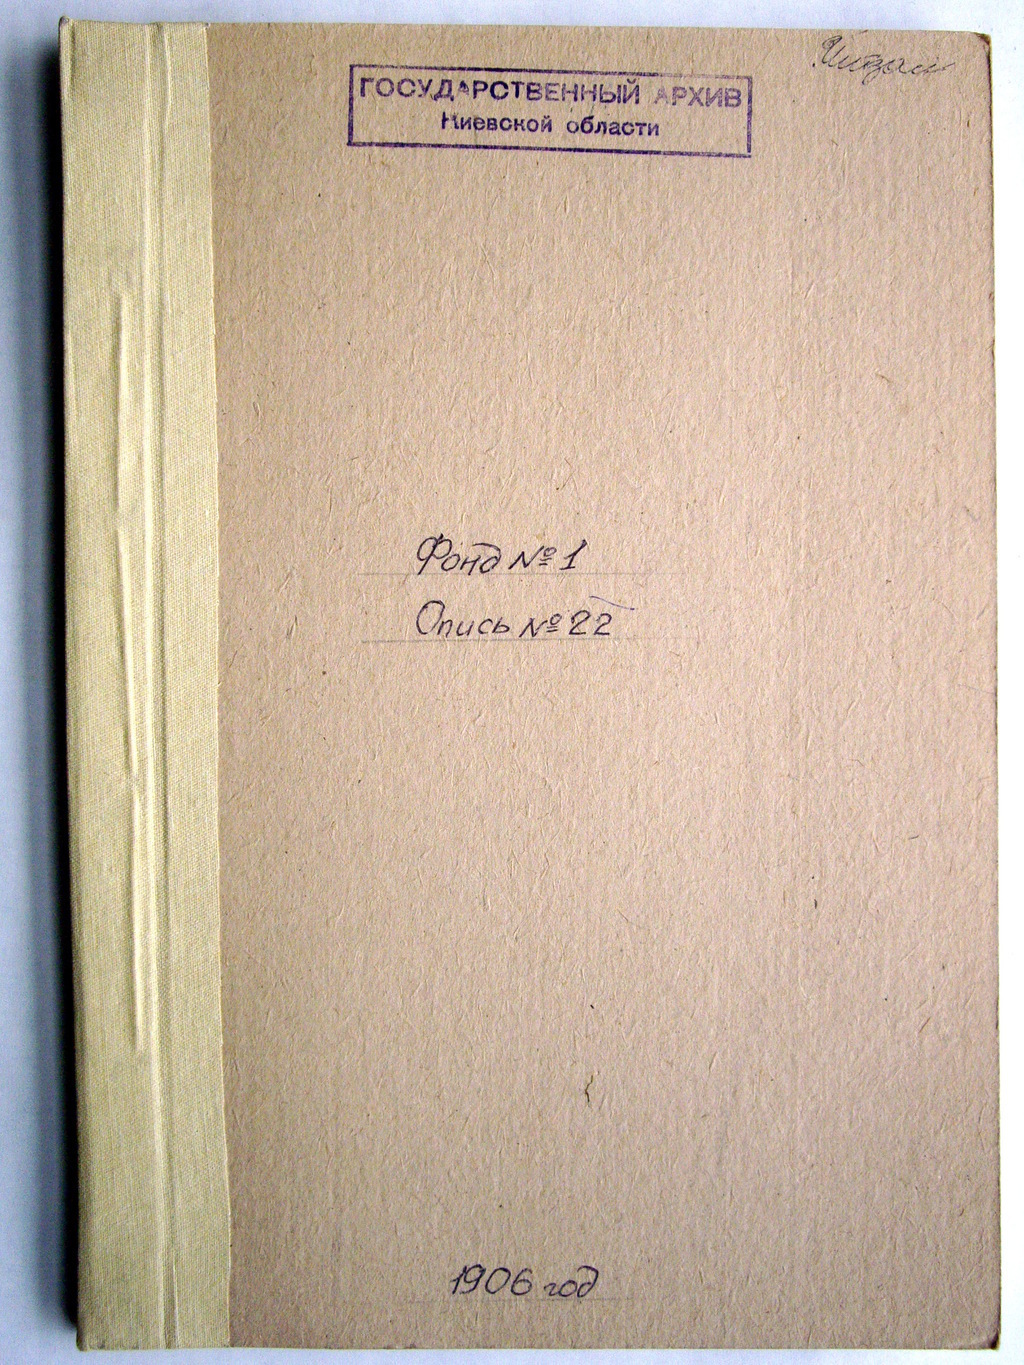 ГОСУДАРСТВЕННЫЙ АРХИВ
Киевской области
Фонд № 1
Опись № 22
1906 год